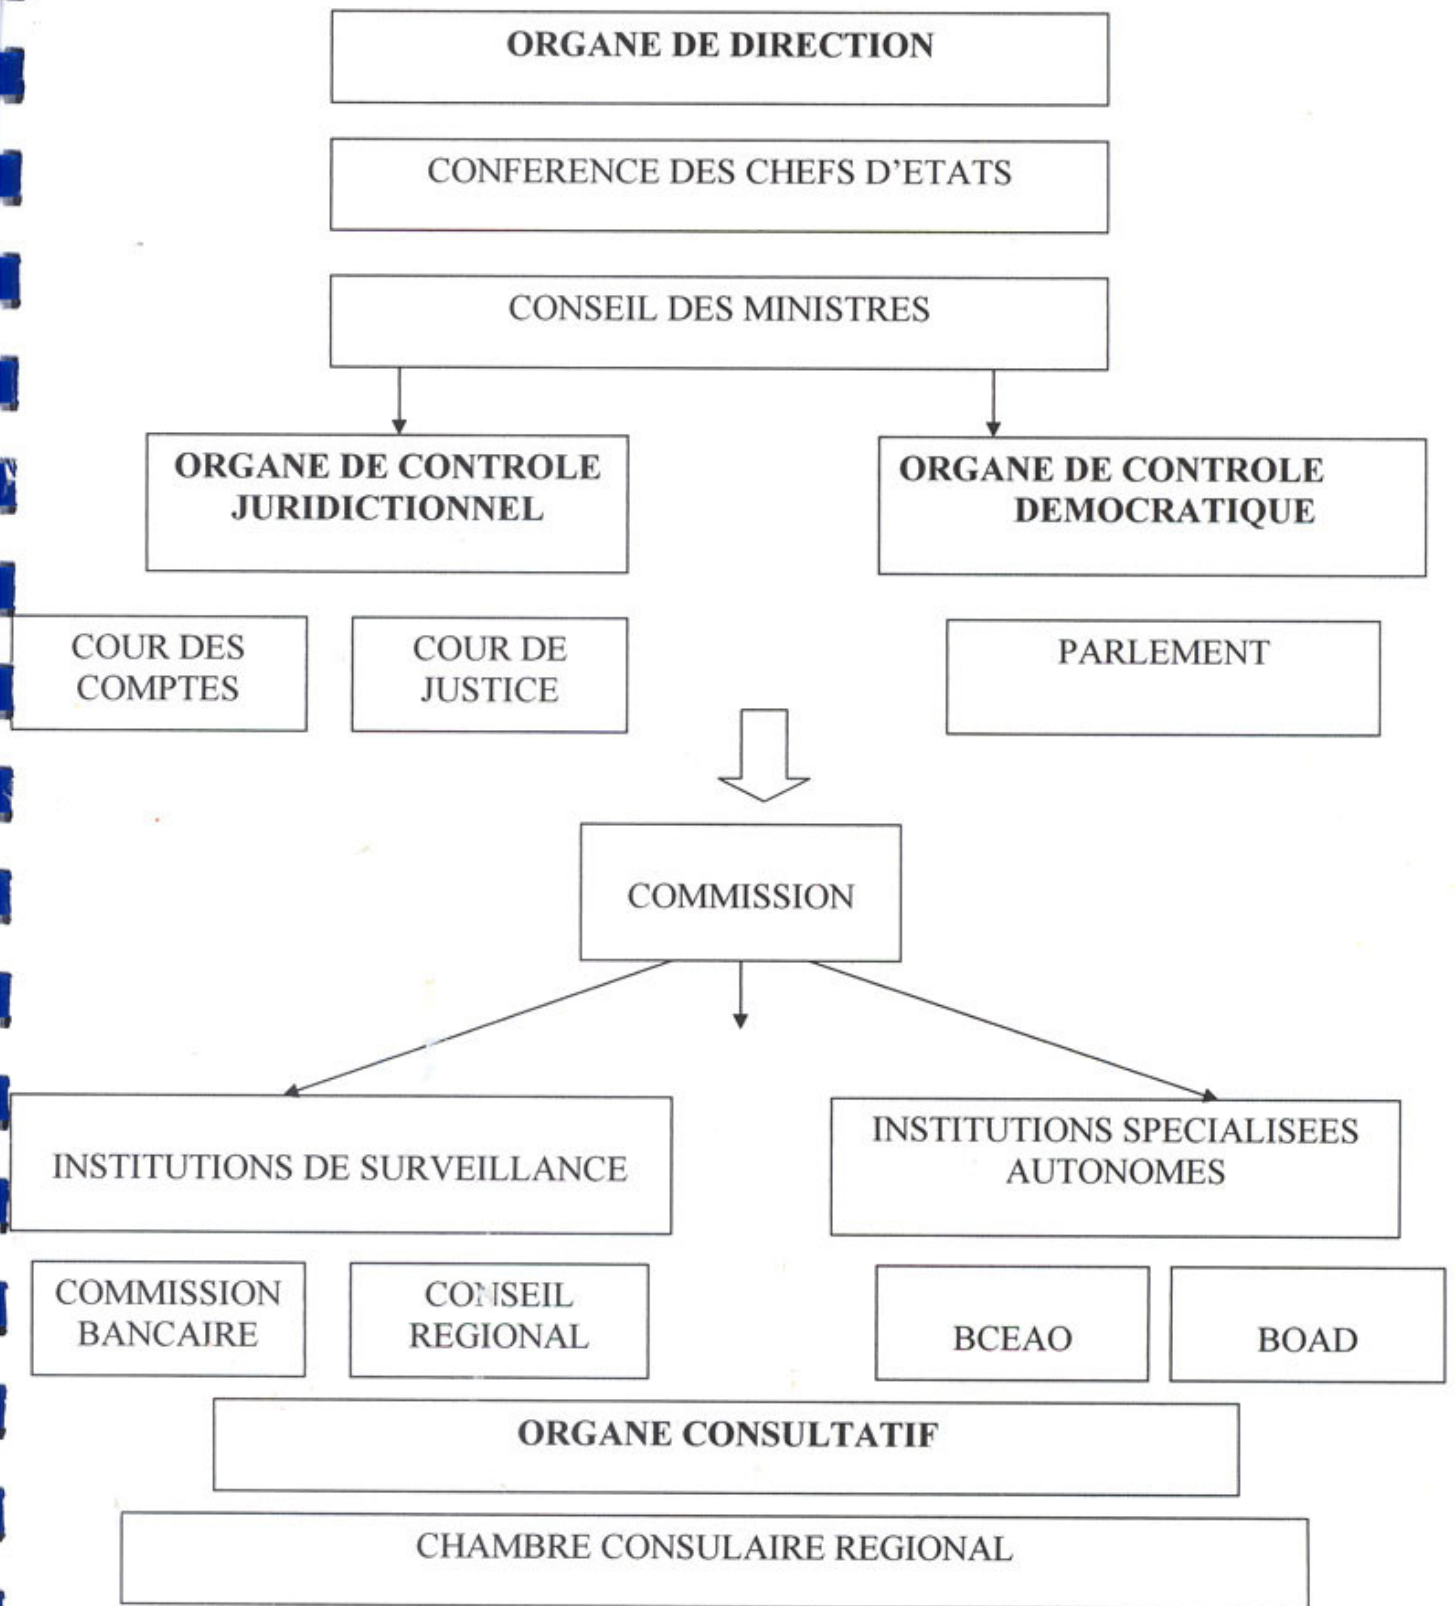 ORGANE DE DIRECTION
CONFERENCE DES CHEFS D'ETATS
CONSEIL DES MINISTRES
ORGANE DE CONTROLE
JURIDICTIONNEL
ORGANE DE CONTROLE
DEMOCRATIQUE
COUR DES
COMPTES
COUR DE
JUSTICE
PARLEMENT
COMMISSION
INSTITUTIONS DE SURVEILLANCE
INSTITUTIONS SPECIALISEES
AUTONOMES
COMMISSION
BANCAIRE
CONSEIL
REGIONAL
BCEAO
BOAD
ORGANE CONSULTATIF
CHAMBRE CONSULAIRE REGIONAL